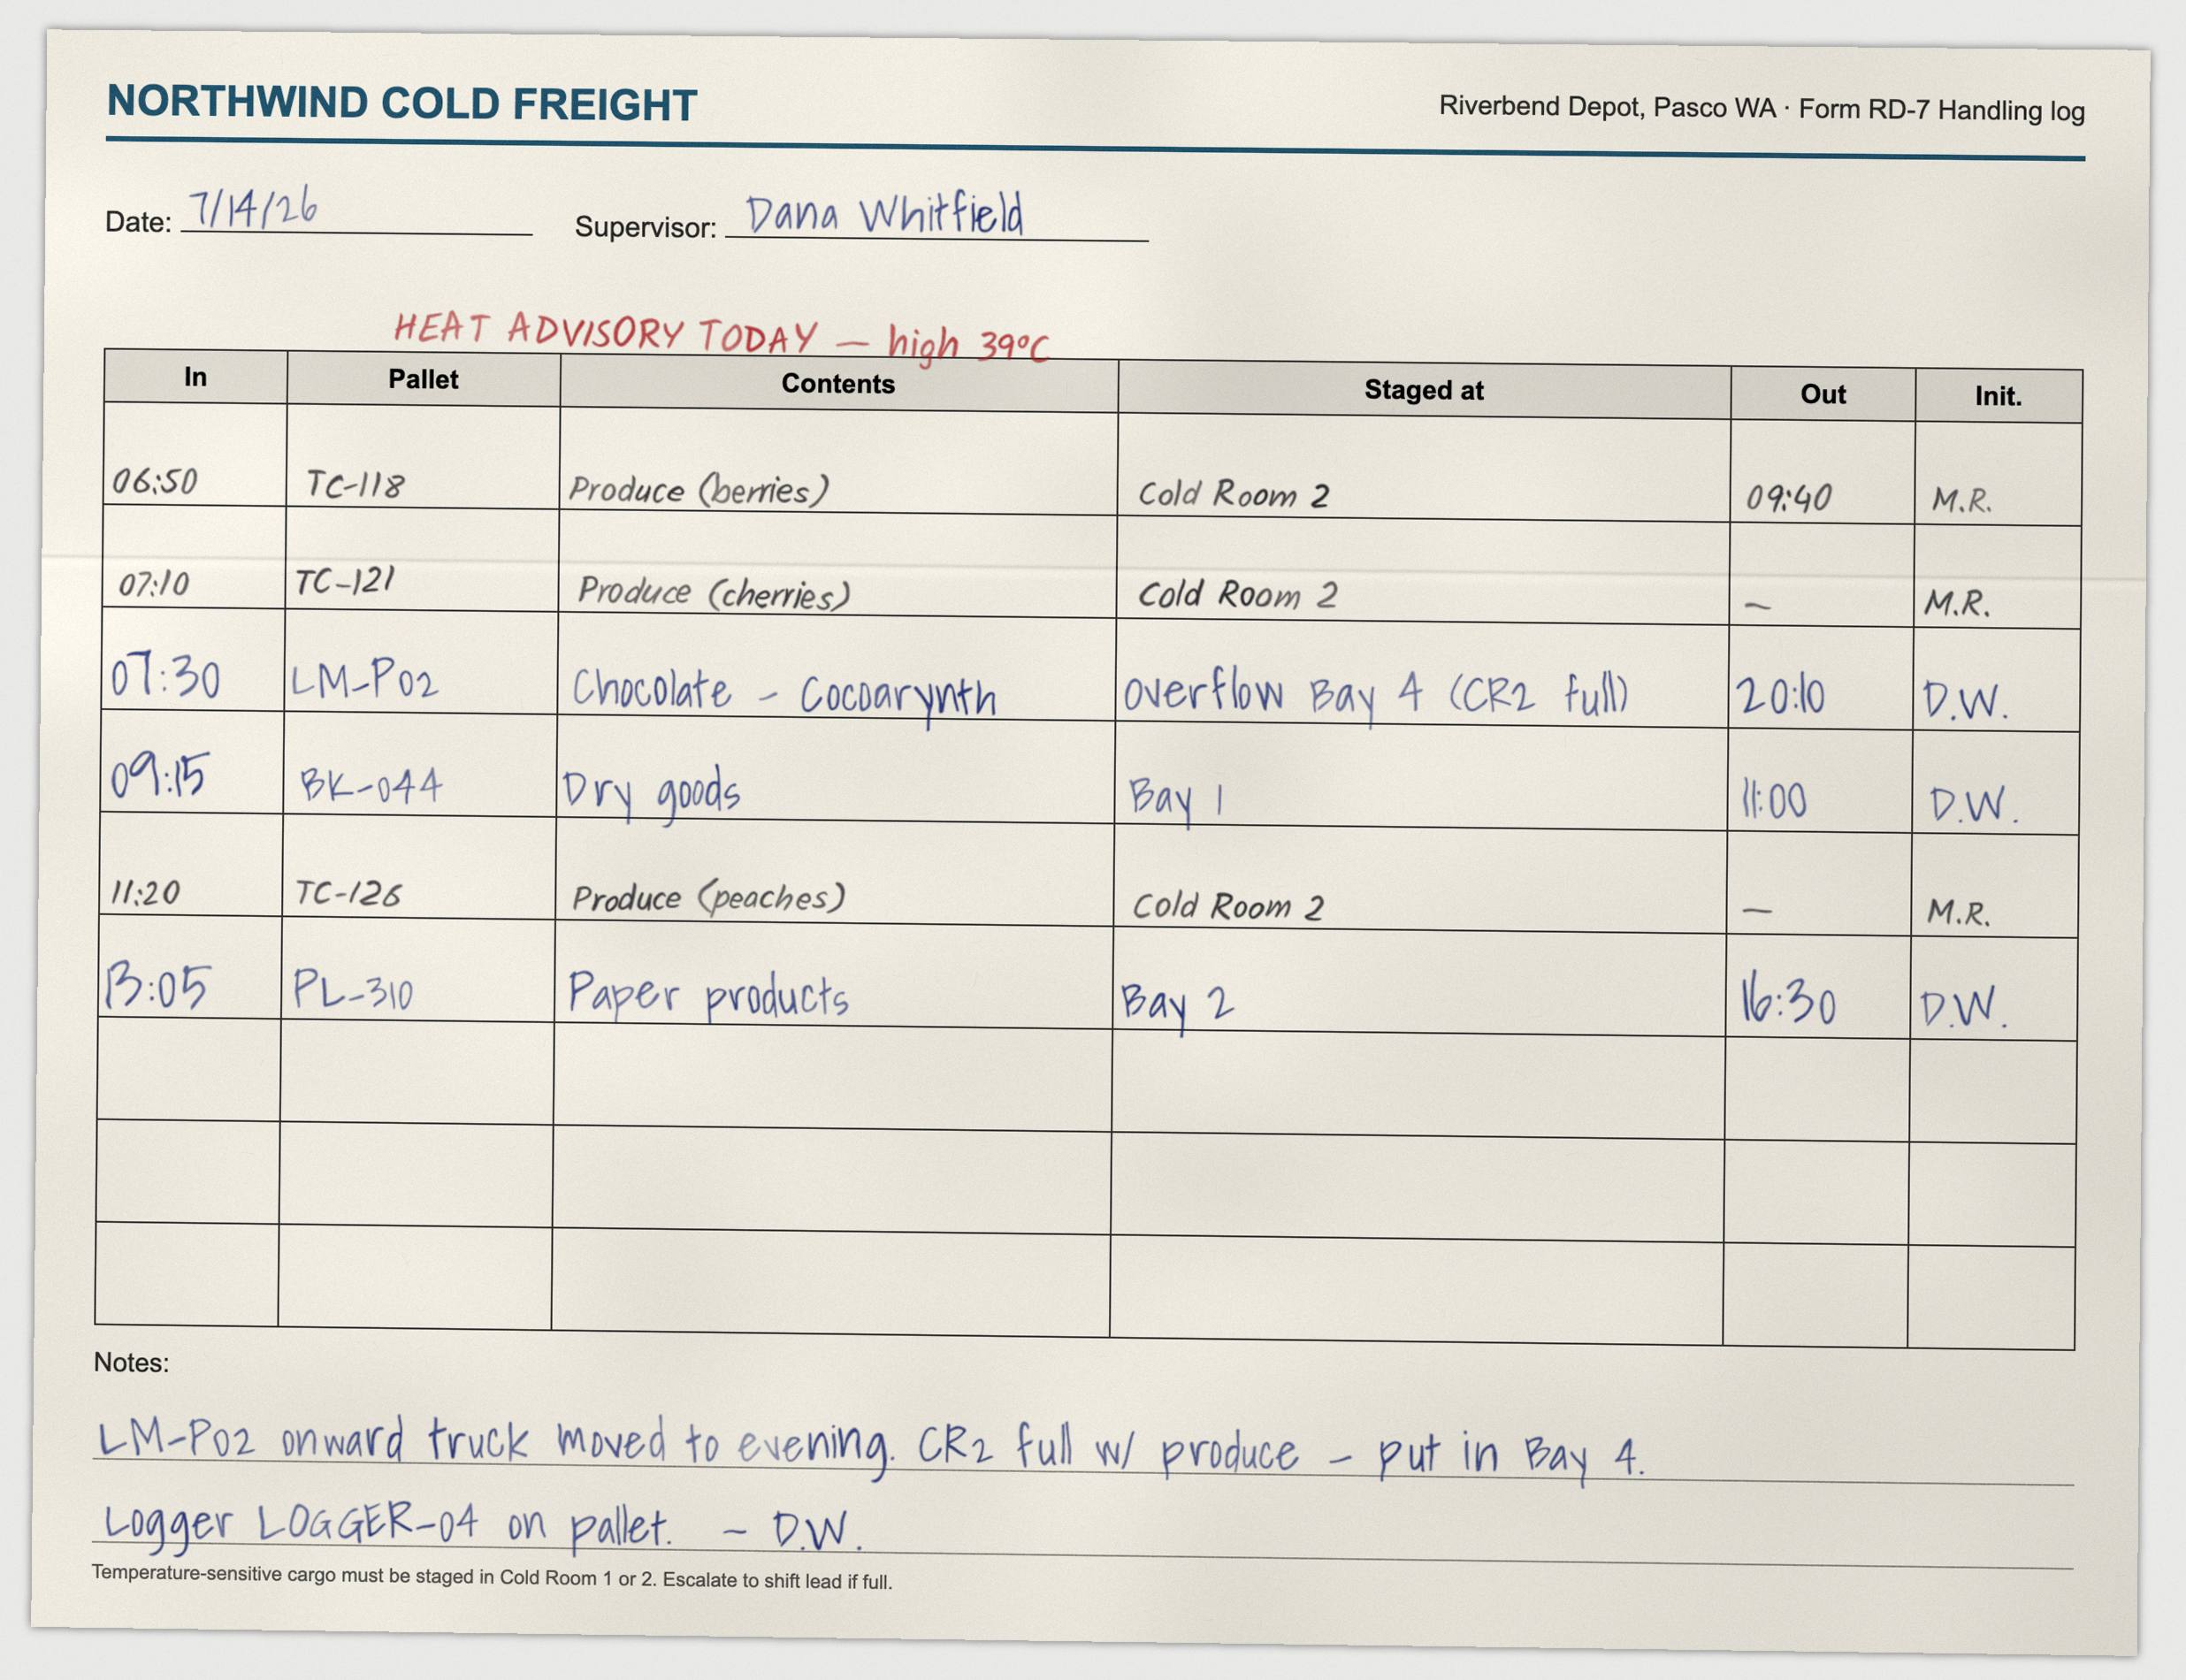 NORTHWIND COLD FREIGHT
Riverbend Depot, Pasco WA · Form RD-7 Handling log
Date: 7/14/26 Supervisor: Dana Whitfield
HEAT ADVISORY TODAY — high 39°C
In Pallet Contents Staged at Out Init.
06:50 TC-118 Produce (berries) Cold Room 2 09:40 M.R.
07:10 TC-121 Produce (cherries) Cold Room 2 — M.R.
07:30 LM-P02 Chocolate - Cocoarynth overflow Bay 4 (CR2 full) 20:10 D.W.
09:15 BK-044 Dry goods Bay 1 11:00 D.W.
11:20 TC-126 Produce (peaches) Cold Room 2 — M.R.
13:05 PL-310 Paper products Bay 2 16:30 D.W.
Notes:
LM-P02 onward truck moved to evening. CR2 full w/ produce - put in Bay 4.
Logger LOGGER-04 on pallet. - D.W.
Temperature-sensitive cargo must be staged in Cold Room 1 or 2. Escalate to shift lead if full.